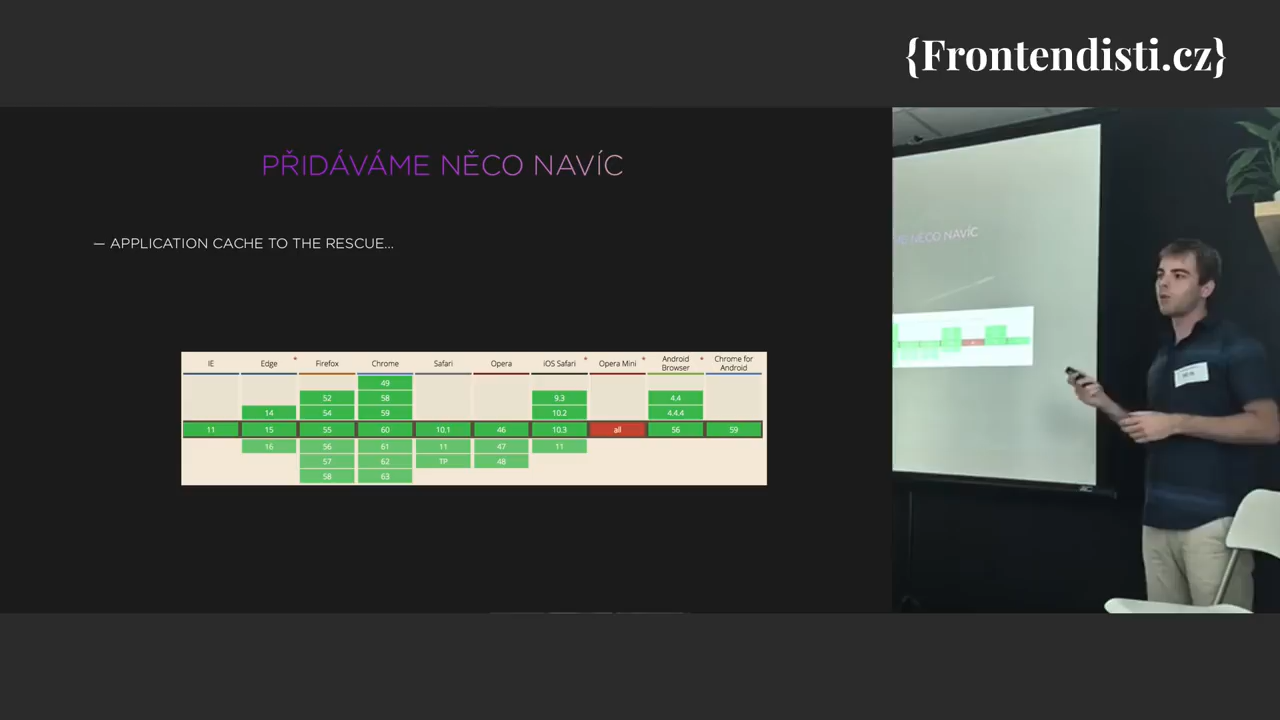 {Frontendisti.cz}
PŘIDÁVÁME NĚCO NAVÍC
— APPLICATION CACHE TO THE RESCUE...
IE Edge * Firefox Chrome Safari Opera iOS Safari * Opera Mini * Android Browser * Chrome for Android
49
52 58 9.3 4.4
14 54 59 10.2 4.4.4
11 15 55 60 10.1 46 10.3 all 56 59
16 56 61 11 47 11
57 62 TP 48
58 63
NĚCO NAVÍC